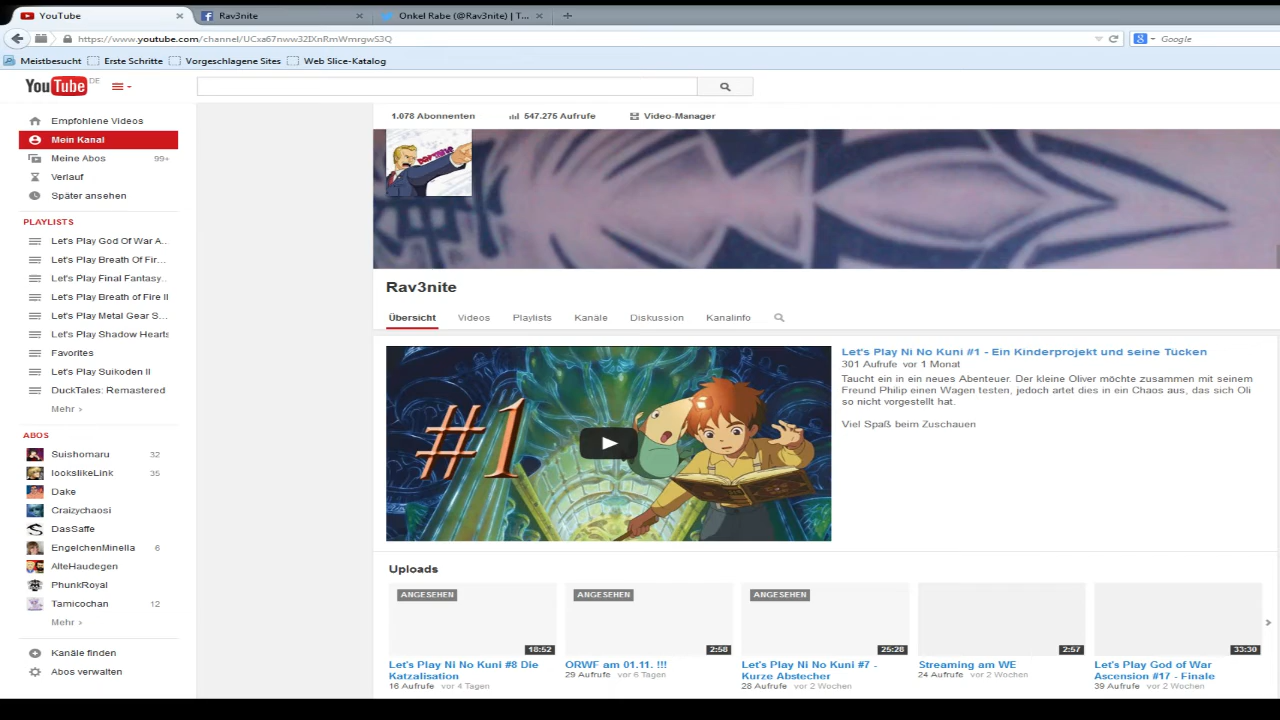 YouTube
Rav3nite
Onkel Rabe (@Rav3nite) | T...
https://www.youtube.com/channel/UCxa67nww32IXnRmWmrgwS3Q
Google
Meistbesucht
Erste Schritte
Vorgeschlagene Sites
Web Slice-Katalog
YouTube DE
Empfohlene Videos
Mein Kanal
Meine Abos 99+
Verlauf
Später ansehen
PLAYLISTS
Let's Play God Of War A...
Let's Play Breath Of Fir...
Let's Play Final Fantasy...
Let's Play Breath of Fire II
Let's Play Metal Gear S...
Let's Play Shadow Hearts
Favorites
Let's Play Suikoden II
DuckTales: Remastered
Mehr ›
ABOS
Suishomaru 32
lookslikeLink 35
Dake
Craizychaosi
DasSaffe
EngelchenMinella 6
AlteHaudegen
PhunkRoyal
Tamicochan 12
Mehr ›
Kanäle finden
Abos verwalten
1.078 Abonnenten
547.275 Aufrufe
Video-Manager
Rav3nite
Übersicht
Videos
Playlists
Kanäle
Diskussion
Kanalinfo
#1
Let's Play Ni No Kuni #1 - Ein Kinderprojekt und seine Tücken
301 Aufrufe vor 1 Monat
Taucht ein in ein neues Abenteuer. Der kleine Oliver möchte zusammen mit seinem
Freund Philip einen Wagen testen, jedoch artet dies in ein Chaos aus, das sich Oli
so nicht vorgestellt hat.
Viel Spaß beim Zuschauen
Uploads
ANGESEHEN
18:52
Let's Play Ni No Kuni #8 Die
Katzalisation
16 Aufrufe vor 4 Tagen
ANGESEHEN
2:58
ORWF am 01.11. !!!
29 Aufrufe vor 6 Tagen
ANGESEHEN
25:28
Let's Play Ni No Kuni #7 -
Kurze Abstecher
28 Aufrufe vor 2 Wochen
2:57
Streaming am WE
24 Aufrufe vor 2 Wochen
33:30
Let's Play God of War
Ascension #17 - Finale
39 Aufrufe vor 2 Wochen